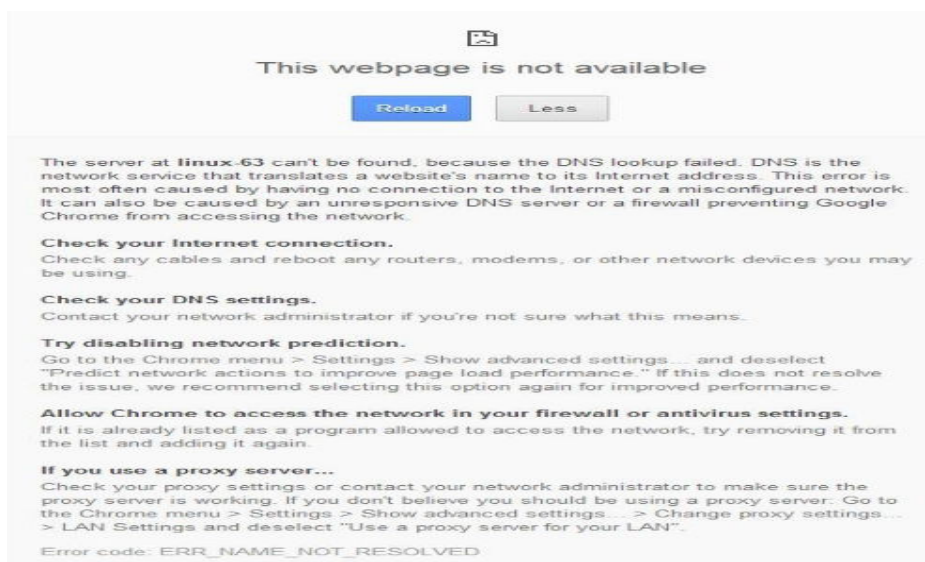 This webpage is not available
Reload Less
The server at linux-63 can't be found, because the DNS lookup failed. DNS is the
network service that translates a website's name to its Internet address. This error is
most often caused by having no connection to the Internet or a misconfigured network.
It can also be caused by an unresponsive DNS server or a firewall preventing Google
Chrome from accessing the network.
Check your Internet connection.
Check any cables and reboot any routers, modems, or other network devices you may
be using.
Check your DNS settings.
Contact your network administrator if you're not sure what this means.
Try disabling network prediction.
Go to the Chrome menu > Settings > Show advanced settings... and deselect
"Predict network actions to improve page load performance." If this does not resolve
the issue, we recommend selecting this option again for improved performance.
Allow Chrome to access the network in your firewall or antivirus settings.
If it is already listed as a program allowed to access the network, try removing it from
the list and adding it again.
If you use a proxy server...
Check your proxy settings or contact your network administrator to make sure the
proxy server is working. If you don't believe you should be using a proxy server: Go to
the Chrome menu > Settings > Show advanced settings... > Change proxy settings...
> LAN Settings and deselect "Use a proxy server for your LAN".
Error code: ERR_NAME_NOT_RESOLVED